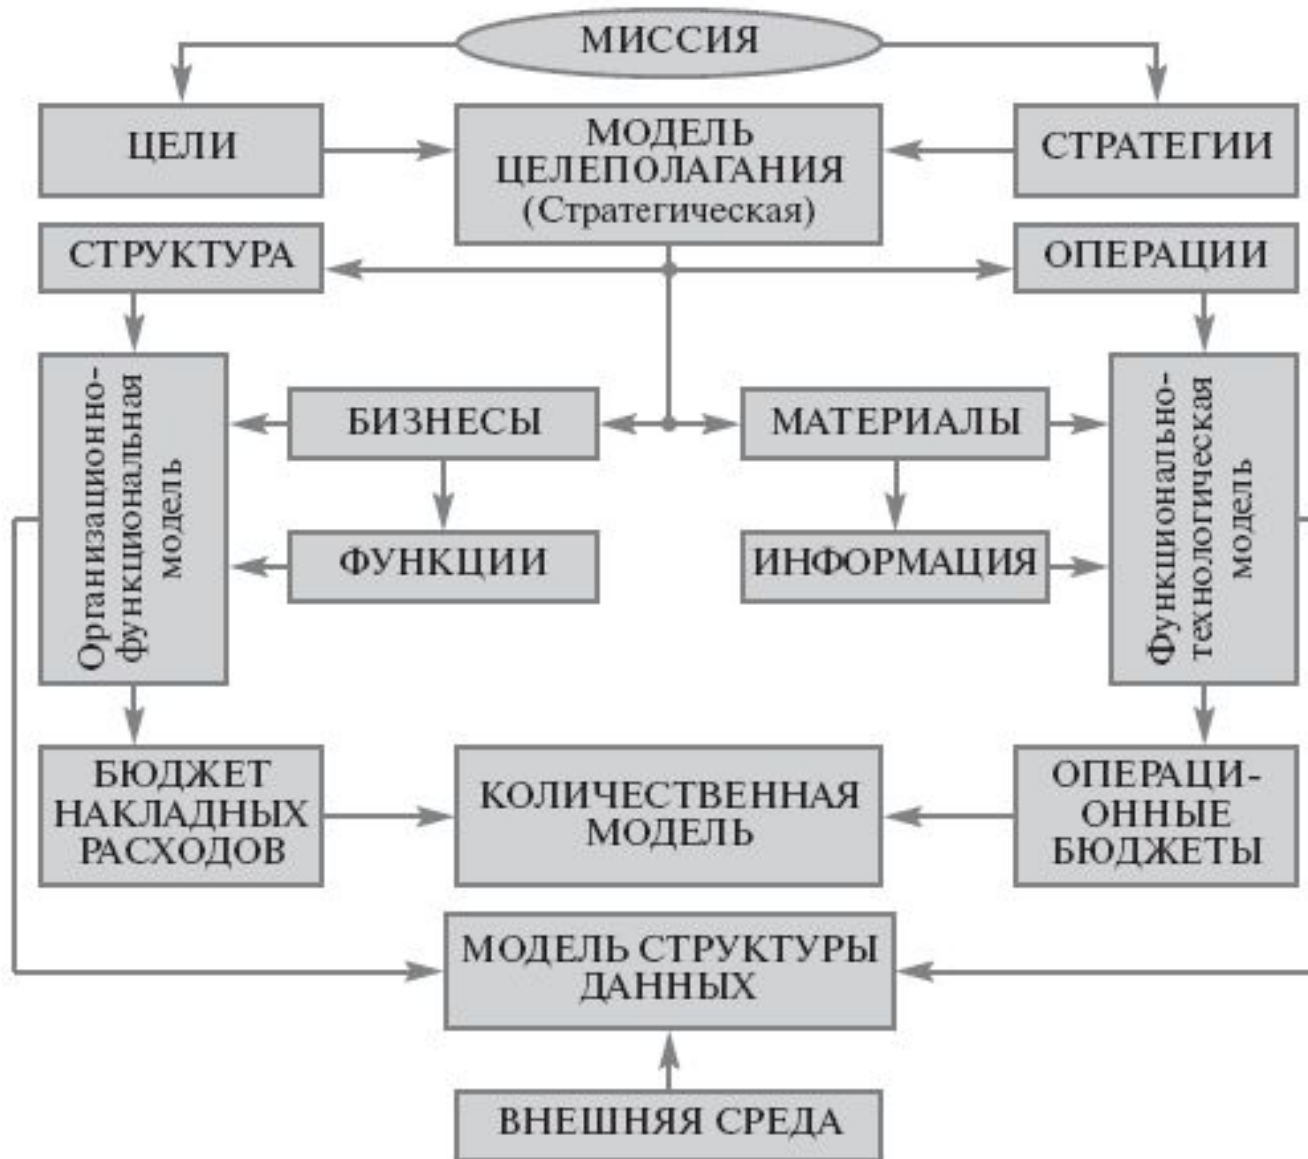 МИССИЯ
ЦЕЛИ
МОДЕЛЬ
ЦЕЛЕПОЛАГАНИЯ
(Стратегическая)
СТРАТЕГИИ
СТРУКТУРА
ОПЕРАЦИИ
Организационно-
функциональная
модель
БИЗНЕСЫ
МАТЕРИАЛЫ
Функционально-
технологическая
модель
ФУНКЦИИ
ИНФОРМАЦИЯ
БЮДЖЕТ
НАКЛАДНЫХ
РАСХОДОВ
КОЛИЧЕСТВЕННАЯ
МОДЕЛЬ
ОПЕРАЦИ-
ОННЫЕ
БЮДЖЕТЫ
МОДЕЛЬ СТРУКТУРЫ
ДАННЫХ
ВНЕШНЯЯ СРЕДА